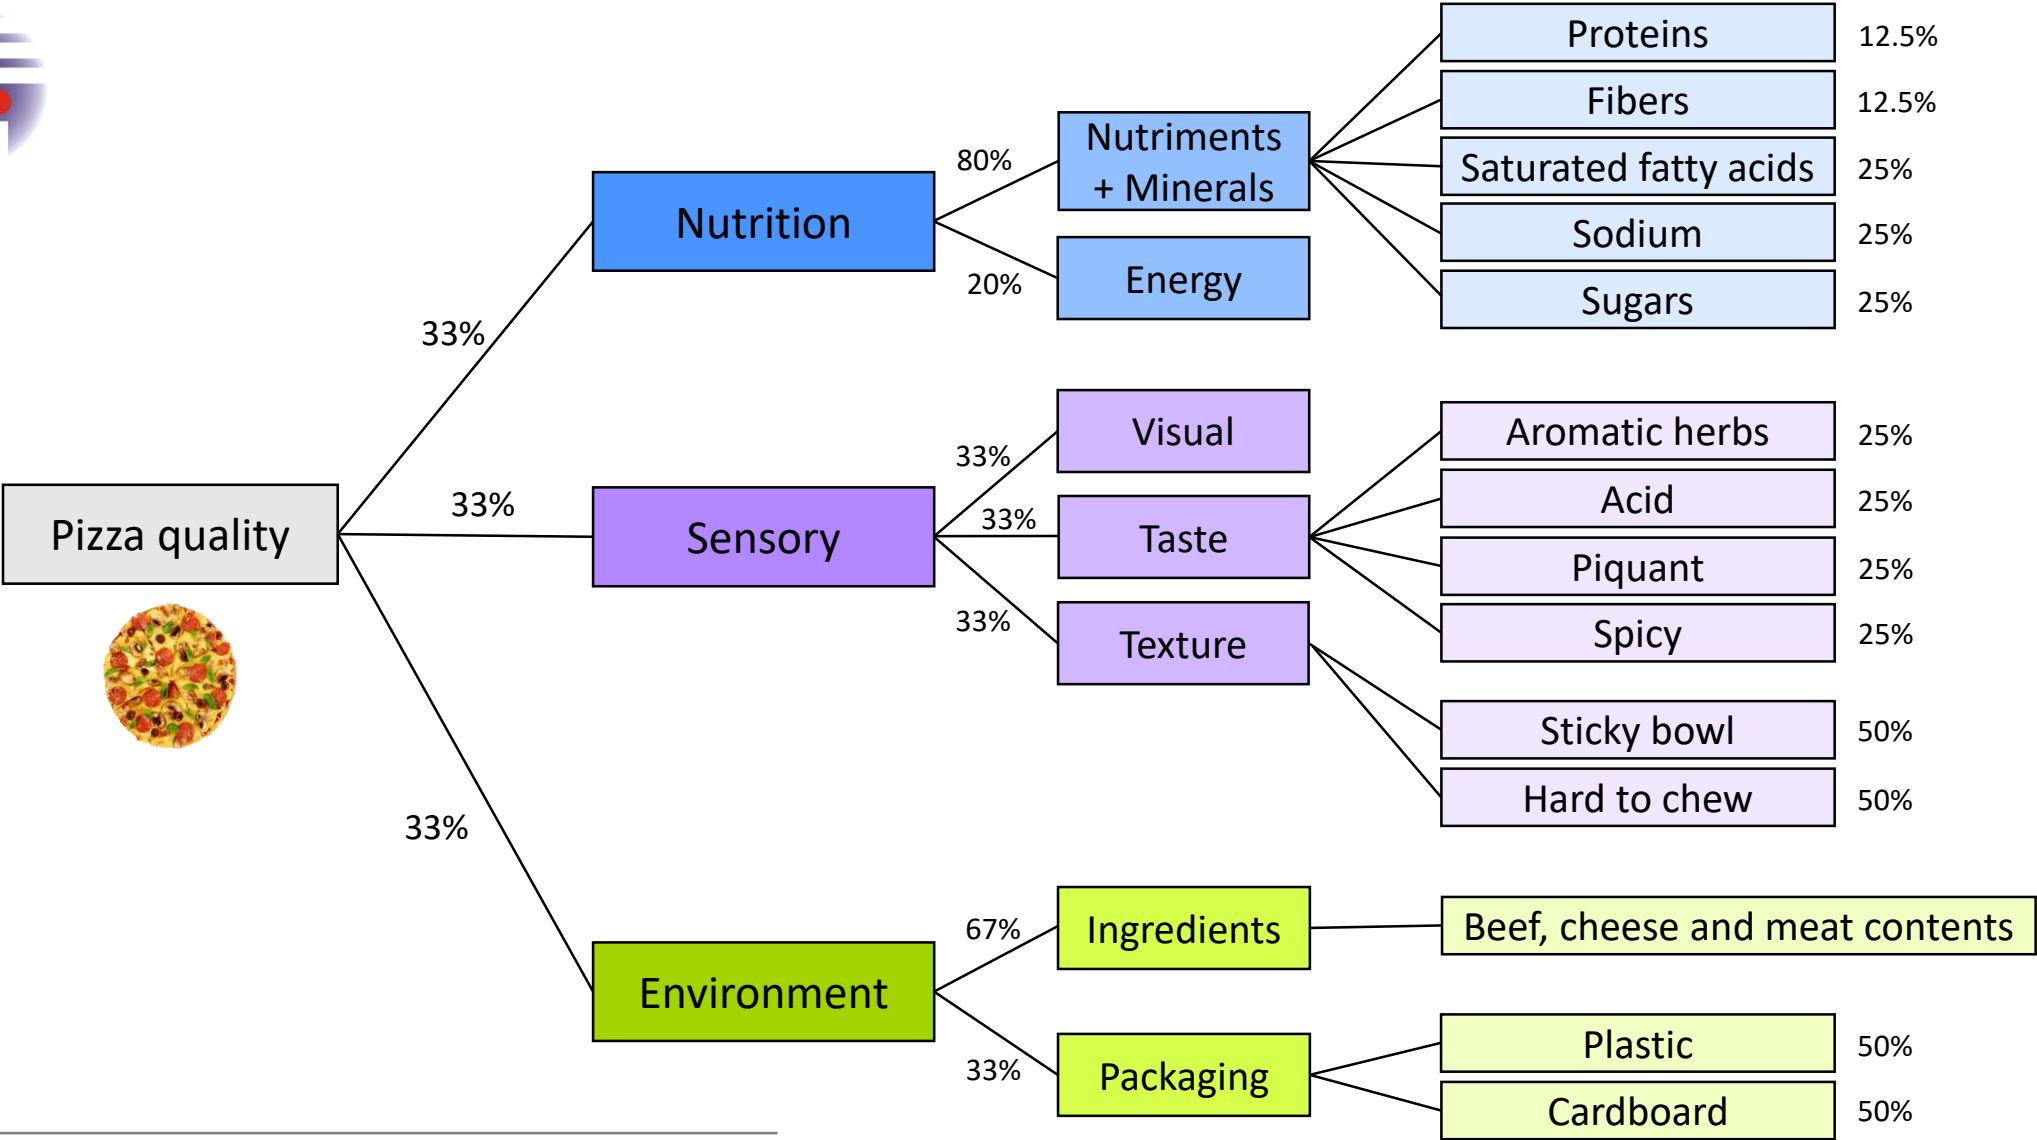 Pizza quality
33%
33%
33%
Nutrition
80%
20%
Nutriments
+ Minerals
Energy
Proteins 12.5%
Fibers 12.5%
Saturated fatty acids 25%
Sodium 25%
Sugars 25%
Sensory
33%
33%
33%
Visual
Taste
Texture
Aromatic herbs 25%
Acid 25%
Piquant 25%
Spicy 25%
Sticky bowl 50%
Hard to chew 50%
Environment
67%
33%
Ingredients
Packaging
Beef, cheese and meat contents
Plastic 50%
Cardboard 50%